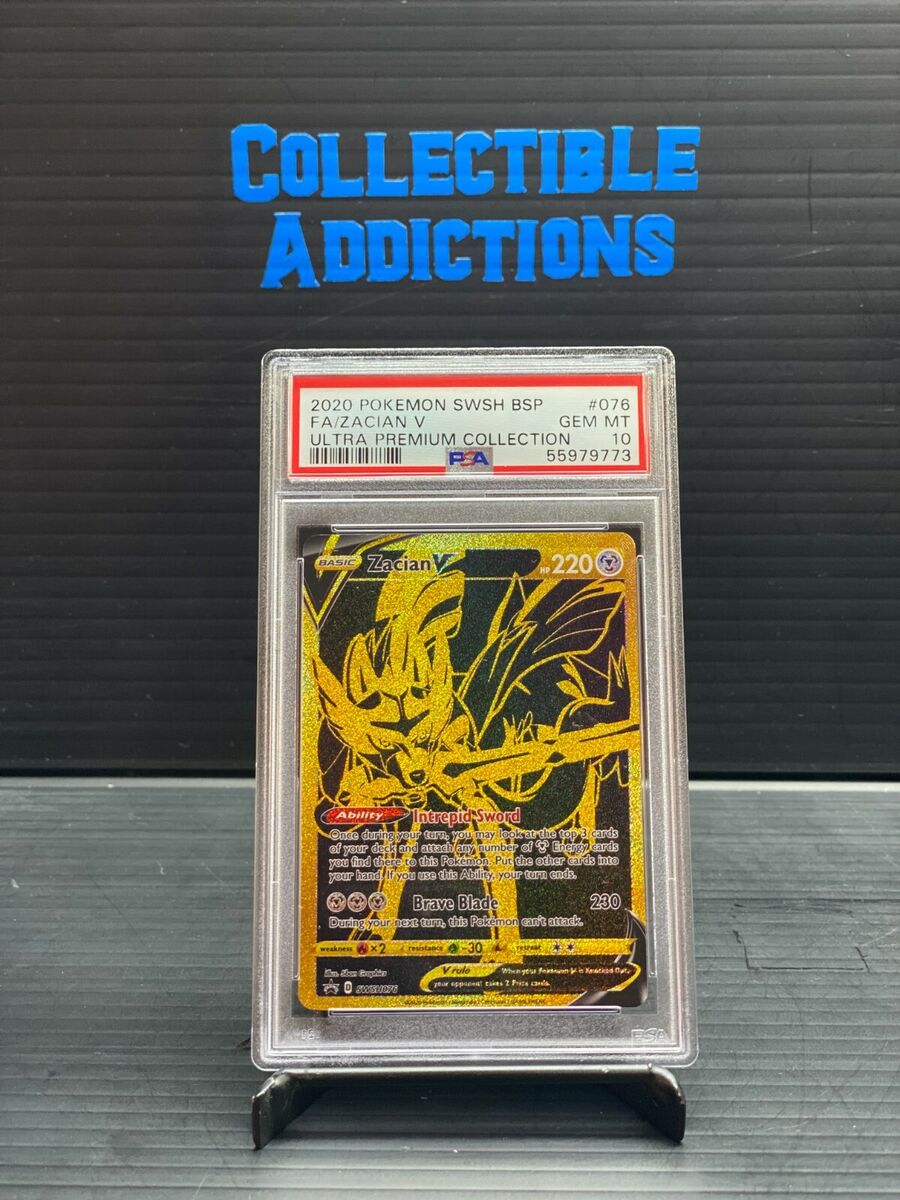 COLLECTIBLE
ADDICTIONS
2020 POKEMON SWSH BSP #076
FA/ZACIAN V GEM MT
ULTRA PREMIUM COLLECTION 10
PSA 55979773
BASIC Zacian V HP 220
Ability Intrepid Sword
Once during your turn, you may look at the top 3 cards
of your deck and attach any number of Energy cards
you find there to this Pokémon. Put the other cards into
your hand. If you use this Ability, your turn ends.
Brave Blade 230
During your next turn, this Pokémon can't attack.
weakness ×2 resistance -30 retreat
illus. 5ban Graphics
V rule When your Pokémon V is Knocked Out,
your opponent takes 2 Prize cards.
SWSH076
PSA